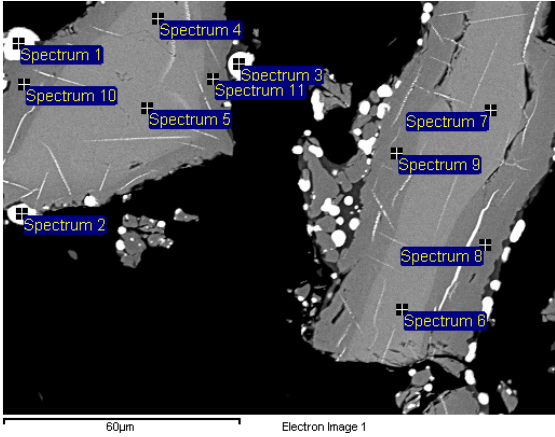 Spectrum 4
Spectrum 1
Spectrum 3
Spectrum 10
Spectrum 11
Spectrum 5
Spectrum 7
Spectrum 9
Spectrum 2
Spectrum 8
Spectrum 6
60µm
Electron Image 1